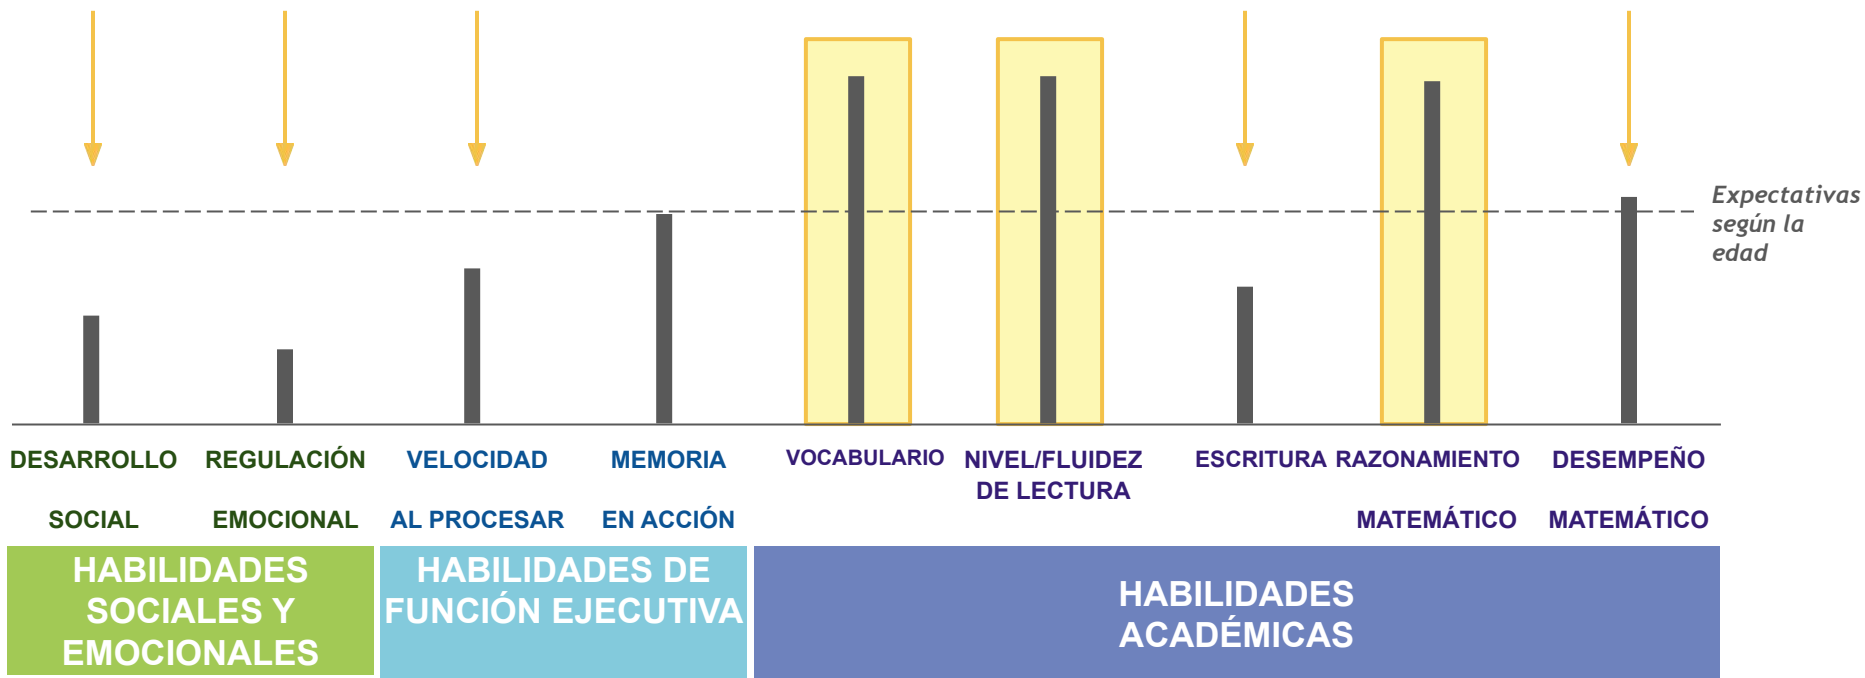 Expectativas
según la
edad
DESARROLLO
SOCIAL
REGULACIÓN
EMOCIONAL
VELOCIDAD
AL PROCESAR
MEMORIA
EN ACCIÓN
VOCABULARIO
NIVEL/FLUIDEZ
DE LECTURA
ESCRITURA
RAZONAMIENTO
MATEMÁTICO
DESEMPEÑO
MATEMÁTICO
HABILIDADES
SOCIALES Y
EMOCIONALES
HABILIDADES DE
FUNCIÓN EJECUTIVA
HABILIDADES
ACADÉMICAS